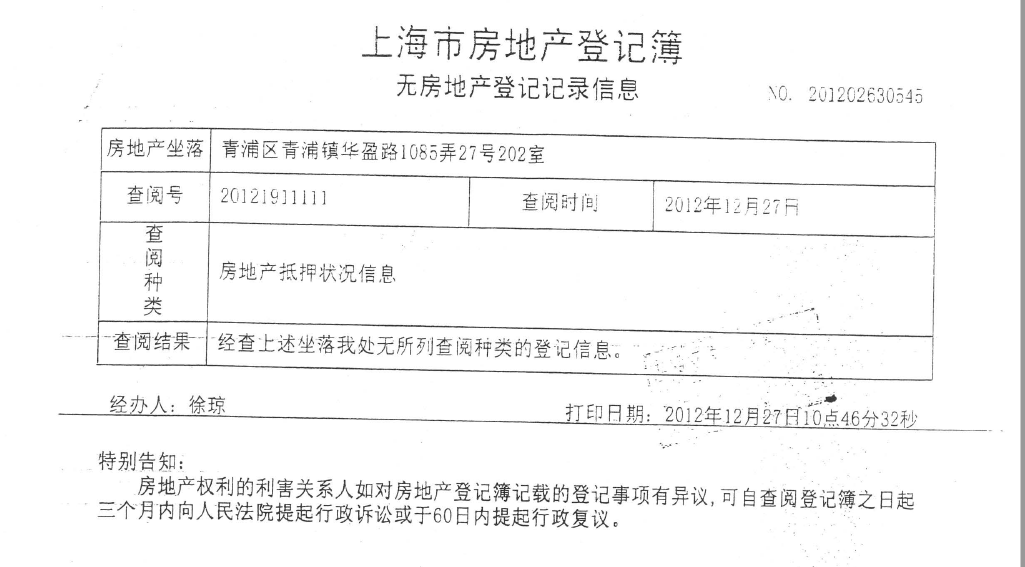 上海市房地产登记簿
无房地产登记记录信息
NO. 201202630545
房地产坐落 青浦区青浦镇华盈路1085弄27号202室
查阅号 20121911111 查阅时间 2012年12月27日
查阅种类 房地产抵押状况信息
查阅结果 经查上述坐落我处无所列查阅种类的登记信息。
经办人：徐琼
打印日期：2012年12月27日10点46分32秒
特别告知：
房地产权利的利害关系人如对房地产登记簿记载的登记事项有异议,可自查阅登记簿之日起
三个月内向人民法院提起行政诉讼或于60日内提起行政复议。